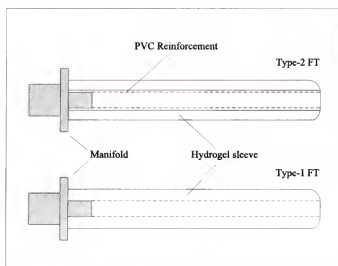 PVC Reinforcement
Type-2 FT
Manifold
Hydrogel sleeve
Type-1 FT